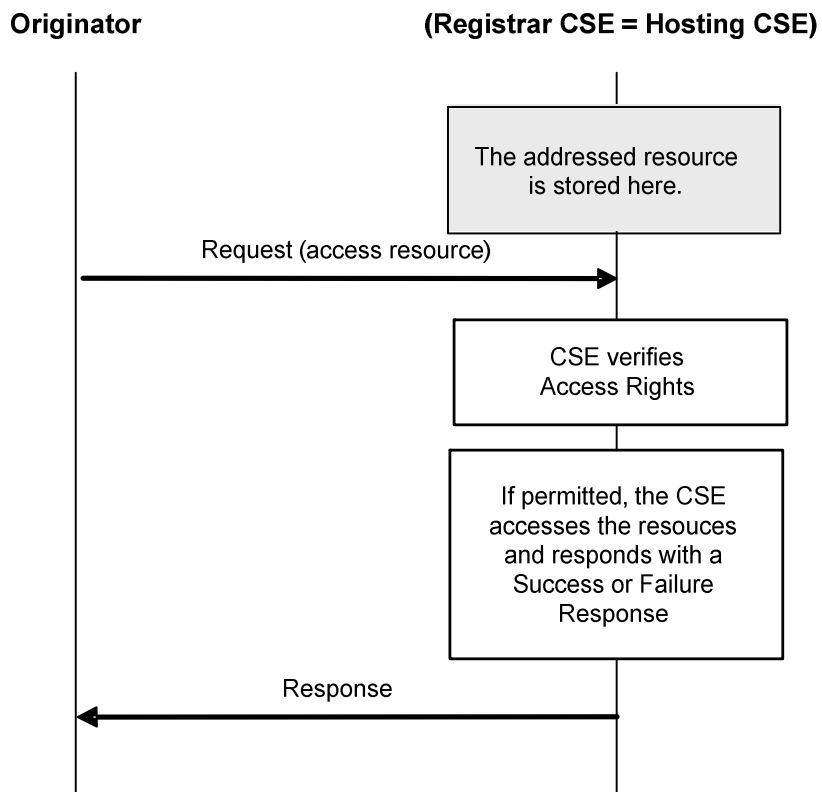 Originator
(Registrar CSE = Hosting CSE)
The addressed resource
is stored here.
Request (access resource)
CSE verifies
Access Rights
If permitted, the CSE
accesses the resouces
and responds with a
Success or Failure
Response
Response